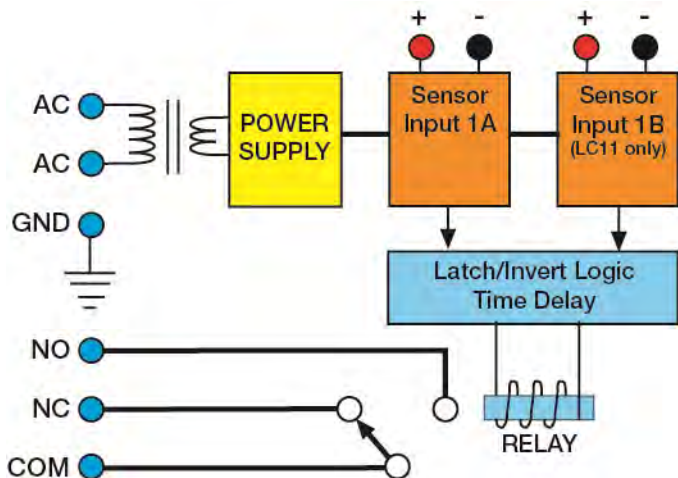 +
-
+
-
AC
AC
GND
POWER
SUPPLY
Sensor
Input 1A
Sensor
Input 1B
(LC11 only)
Latch/Invert Logic
Time Delay
NO
NC
COM
RELAY